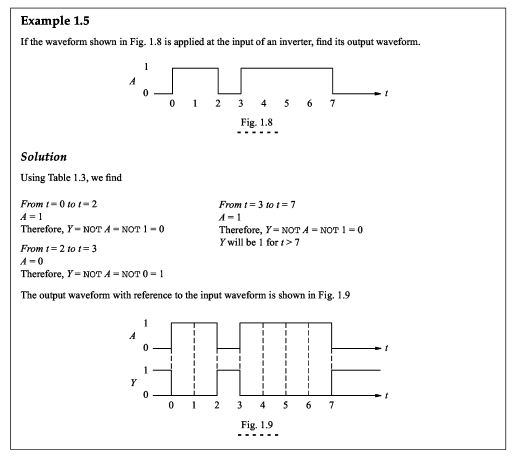 Example 1.5
If the waveform shown in Fig. 1.8 is applied at the input of an inverter, find its output waveform.
1
A
0
t
0 1 2 3 4 5 6 7
Fig. 1.8
Solution
Using Table 1.3, we find
From t = 0 to t = 2
A = 1
Therefore, Y = NOT A = NOT 1 = 0
From t = 2 to t = 3
A = 0
Therefore, Y = NOT A = NOT 0 = 1
From t = 3 to t = 7
A = 1
Therefore, Y = NOT A = NOT 1 = 0
Y will be 1 for t > 7
The output waveform with reference to the input waveform is shown in Fig. 1.9
1
A
0
t
1
Y
0
t
0 1 2 3 4 5 6 7
Fig. 1.9